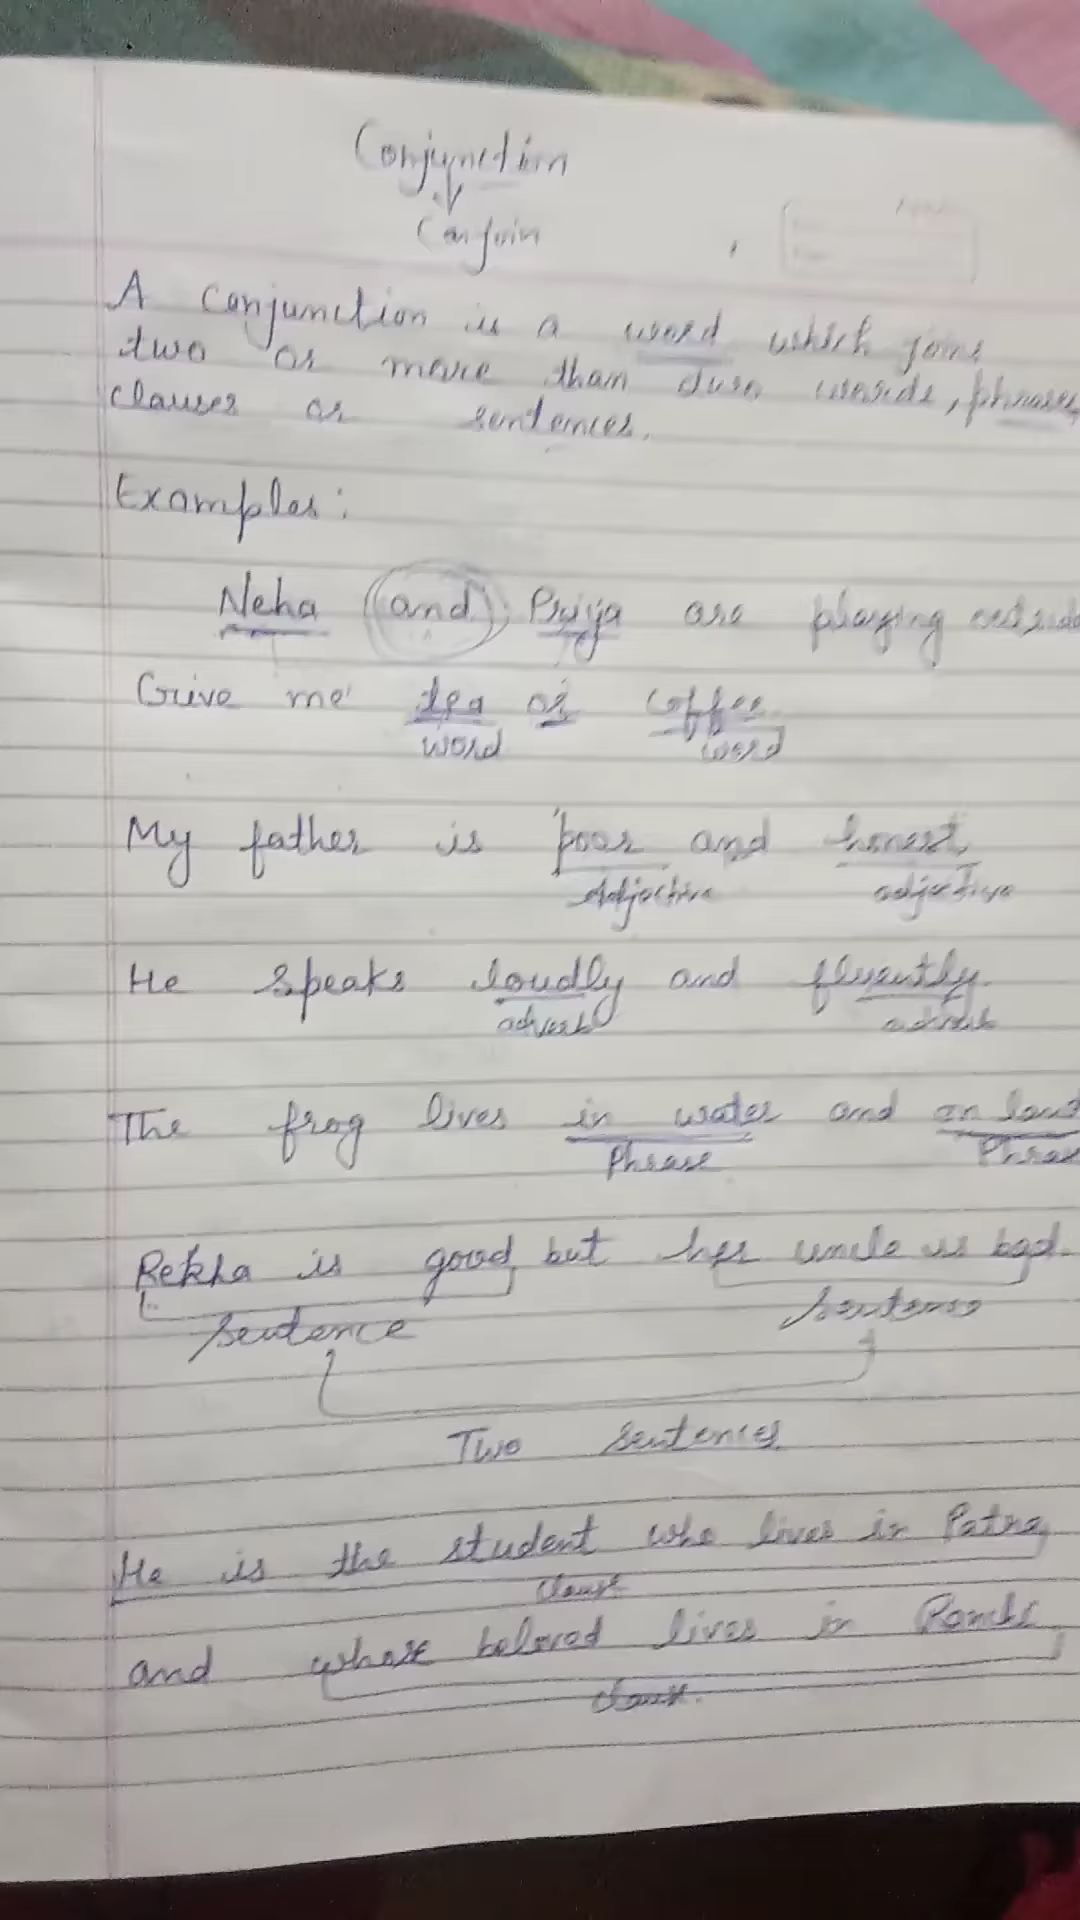 Conjunction
Conjoin
A conjunction is a word which joins
two or more than two words, phrases,
clauses or sentences.
Examples:
Neha and Priya are playing outside
Give me tea or coffee.
word word
My father is poor and honest.
Adjective adjective
He speaks loudly and fluently.
adverb adverb
The frog lives in water and on land
Phrase Phrase
Rekha is good but her uncle is bad.
Sentence Sentence
Two sentences
He is the student who lives in Patna
clause
and whose beloved lives in Ranchi
clause.